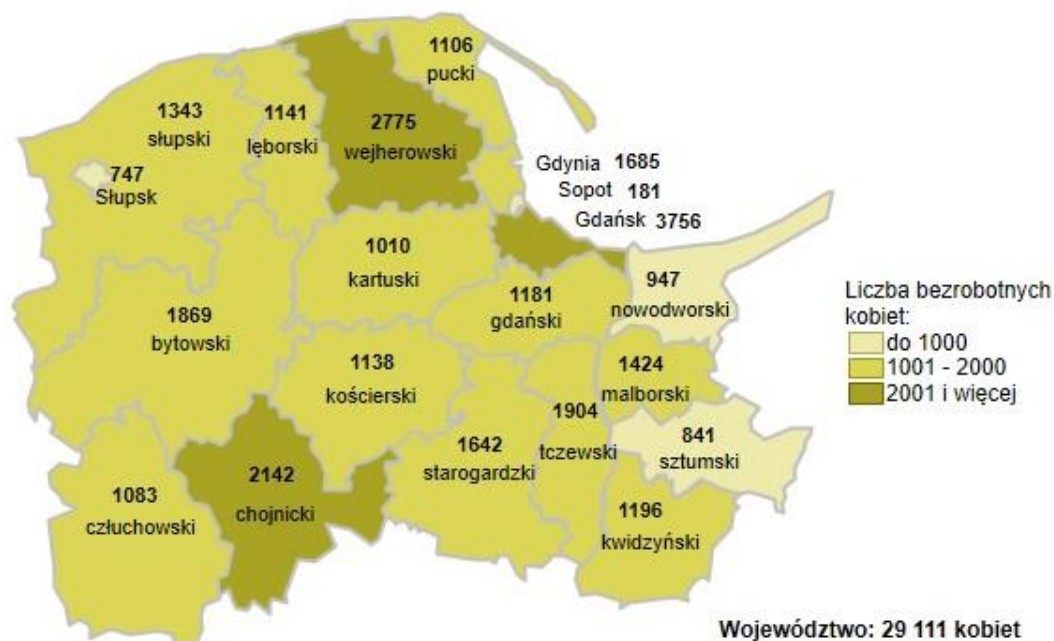 1106
pucki
1343
słupski
1141
lęborski
2775
wejherowski
747
Słupsk
Gdynia 1685
Sopot 181
Gdańsk 3756
1010
kartuski
1181
gdański
947
nowodworski
1869
bytowski
1138
kościerski
1424
malborski
1904
tczewski
1642
starogardzki
841
sztumski
2142
chojnicki
1083
człuchowski
1196
kwidzyński
Liczba bezrobotnych
kobiet:
do 1000
1001 - 2000
2001 i więcej
Województwo: 29 111 kobiet